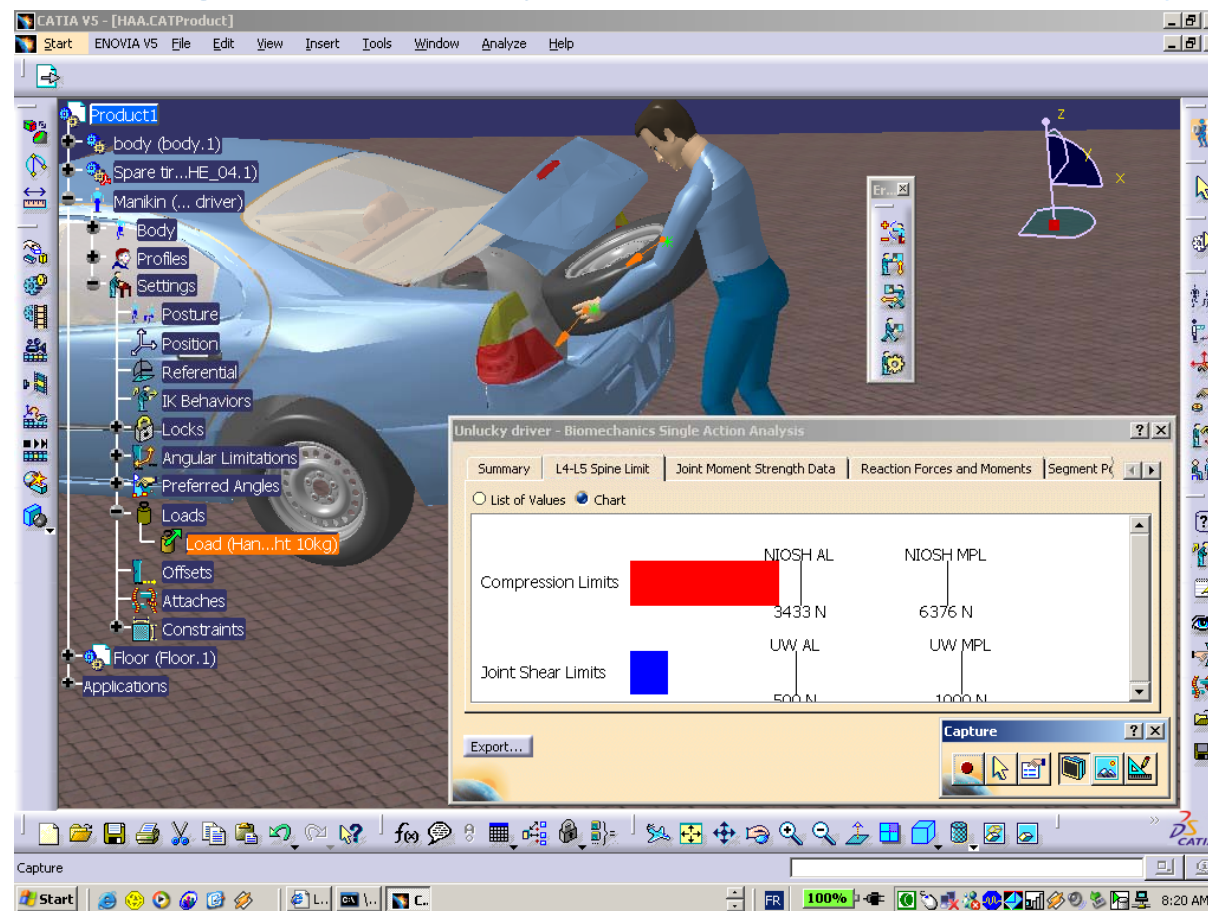 CATIA V5 - [HAA.CATProduct]
Start ENOVIA V5 File Edit View Insert Tools Window Analyze Help
Product1
body (body.1)
Spare tir...HE_04.1)
Manikin (... driver)
Body
Profiles
Settings
Posture
Position
Referential
IK Behaviors
Locks
Angular Limitations
Preferred Angles
Loads
Load (Han...ht 10kg)
Offsets
Attaches
Constraints
Floor (Floor.1)
Applications
z
y
x
Er...
Unlucky driver - Biomechanics Single Action Analysis
Summary L4-L5 Spine Limit Joint Moment Strength Data Reaction Forces and Moments Segment P
List of Values Chart
NIOSH AL NIOSH MPL
Compression Limits
3433 N 6376 N
UW AL UW MPL
Joint Shear Limits
500 N 1000 N
Export...
Capture
f(x)
CATI
Capture
Start L.. \.. C.. FR 100% 8:20 AM